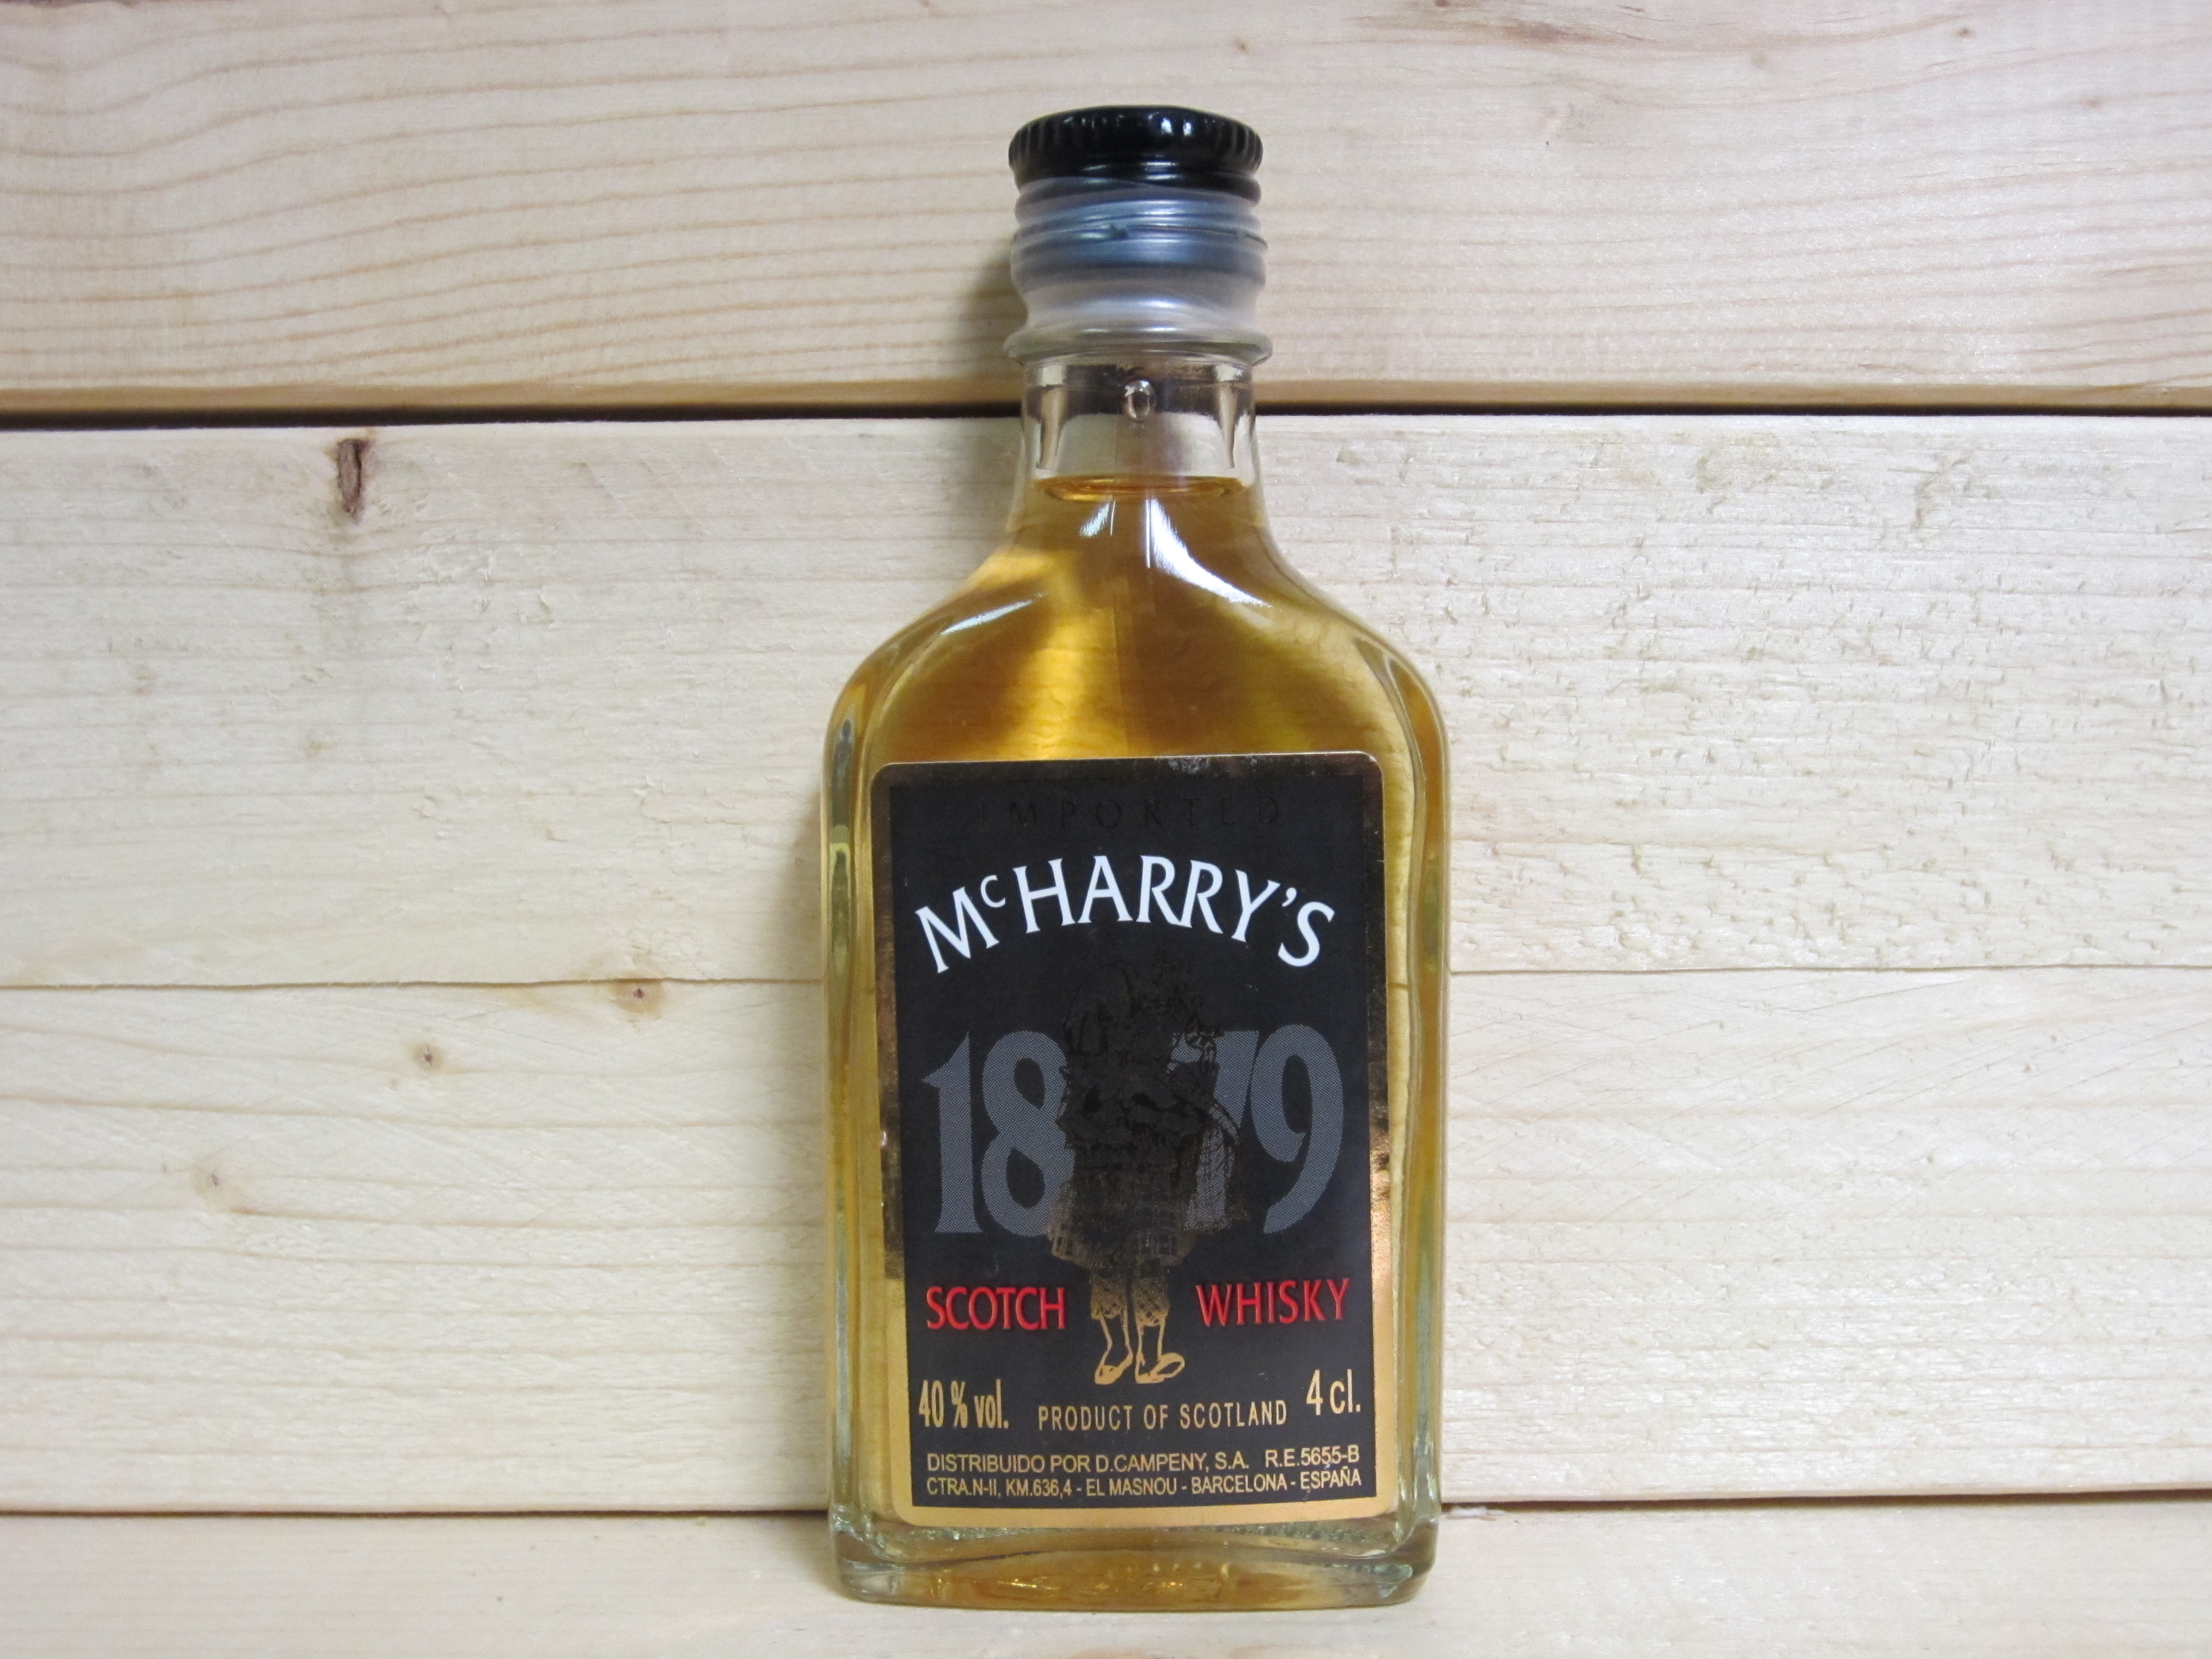 IMPORTED
McHARRY'S
1879
SCOTCH WHISKY
40 % vol. PRODUCT OF SCOTLAND 4 cl.
DISTRIBUIDO POR D.CAMPENY, S.A. R.E.5655-B
CTRA.N-II, KM.636,4 - EL MASNOU - BARCELONA - ESPAÑA